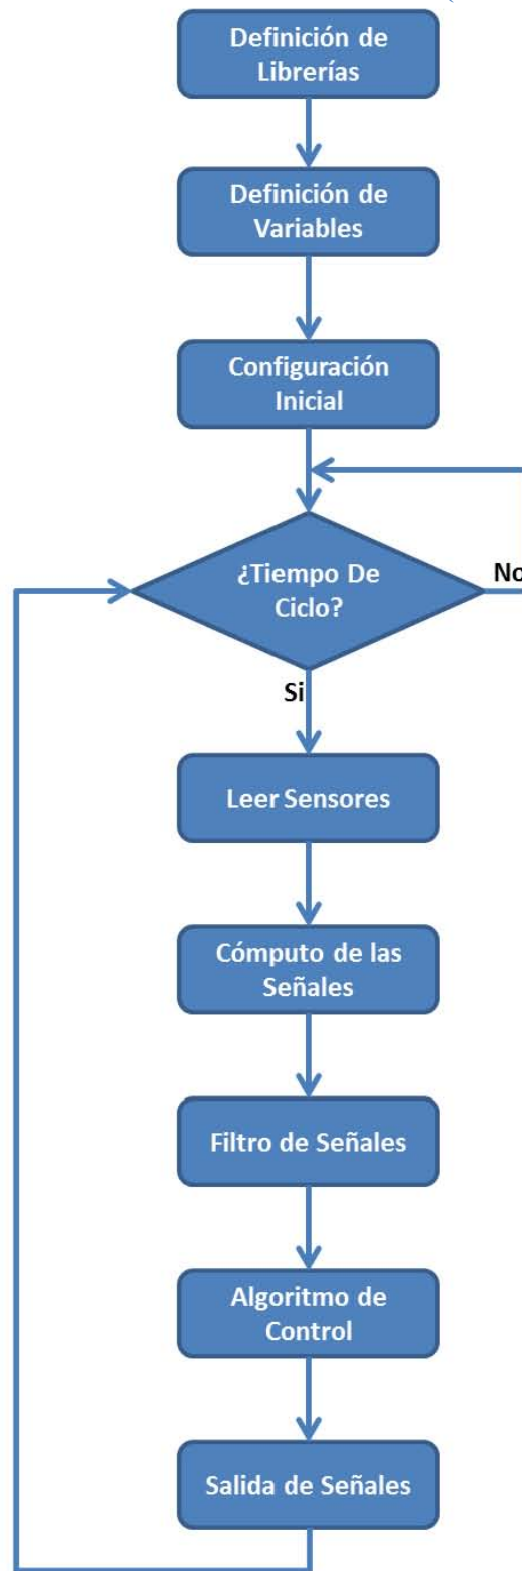 Definición de
Librerías
Definición de
Variables
Configuración
Inicial
¿Tiempo De
Ciclo?
No
Si
Leer Sensores
Cómputo de las
Señales
Filtro de Señales
Algoritmo de
Control
Salida de Señales